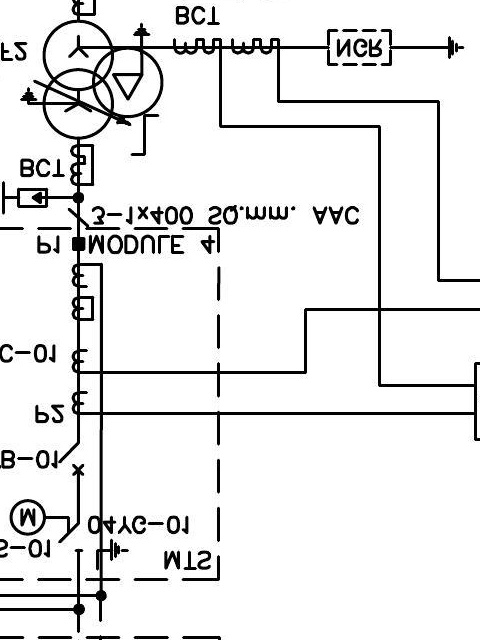 BCT
F2
NGR
BCT
3-1x400 SQ.mm. AAC
P1 MODULE 4
C-01
P2
B-01
M
04YG-01
S-01
MTS